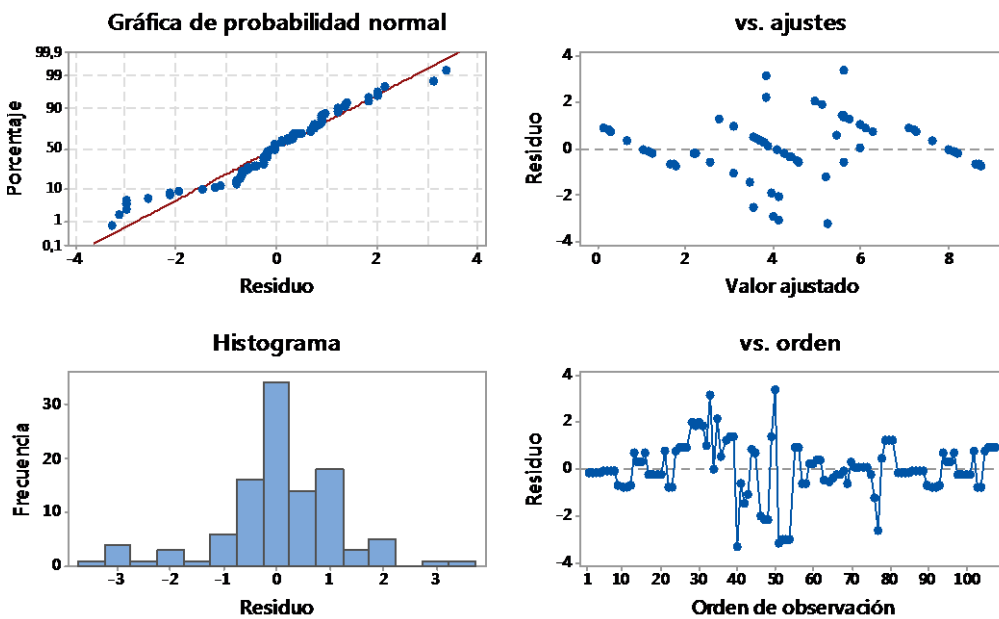 Gráfica de probabilidad normal
99,9
99
90
50
10
1
0,1
Porcentaje
−4 −2 0 2 4
Residuo
vs. ajustes
4
2
0
−2
−4
Residuo
0 2 4 6 8
Valor ajustado
Histograma
30
20
10
0
Frecuencia
−3 −2 −1 0 1 2 3
Residuo
vs. orden
4
2
0
−2
−4
Residuo
1 10 20 30 40 50 60 70 80 90 100
Orden de observación